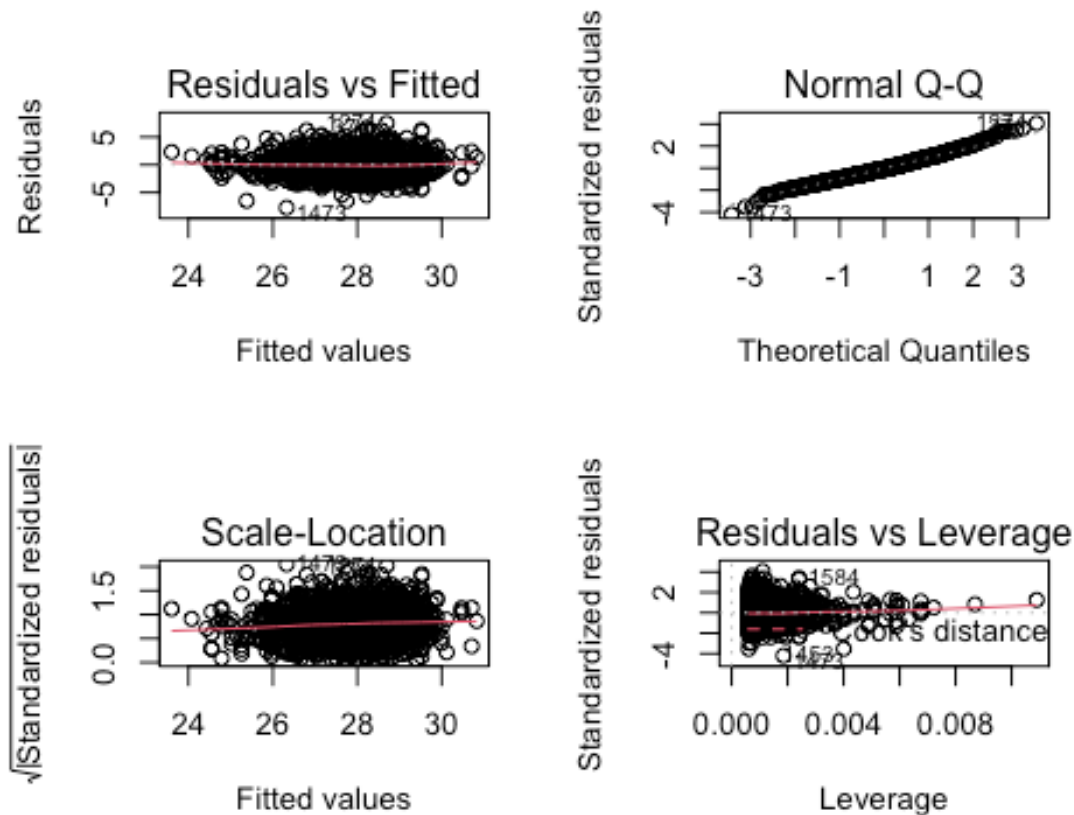 Residuals vs Fitted
Residuals
5
-5
1473
24 26 28 30
Fitted values
Normal Q-Q
Standardized residuals
2
-4
-3 -1 1 2 3
Theoretical Quantiles
Scale-Location
√|Standardized residuals|
1.5
0.0
24 26 28 30
Fitted values
Residuals vs Leverage
Standardized residuals
2
-4
1584
Cook's distance
0.000 0.004 0.008
Leverage